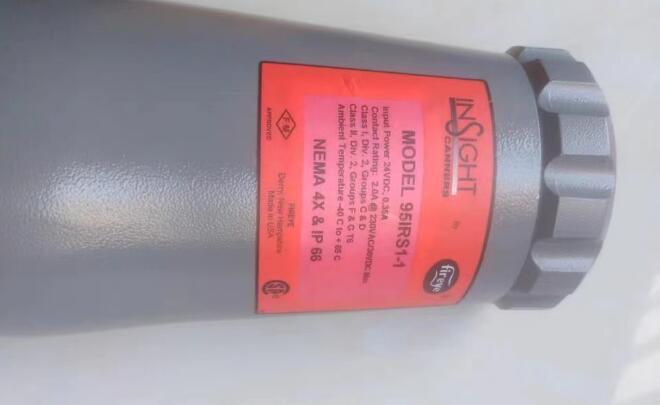 INSIGHT
SCANNERS
by
fireye
MODEL 95IRS1-1
Input Power 24VDC, 0.35A
Contact Rating: 2.0A @ 230VAC/30VDC
Class I, Div. 2, Groups C & D
Class II, Div. 2, Groups F & G T6
Ambient Temperature -40 C to + 65 C
NEMA 4X & IP 66
FM
APPROVED
FIREYE
Derry, New Hampshire
Made in USA